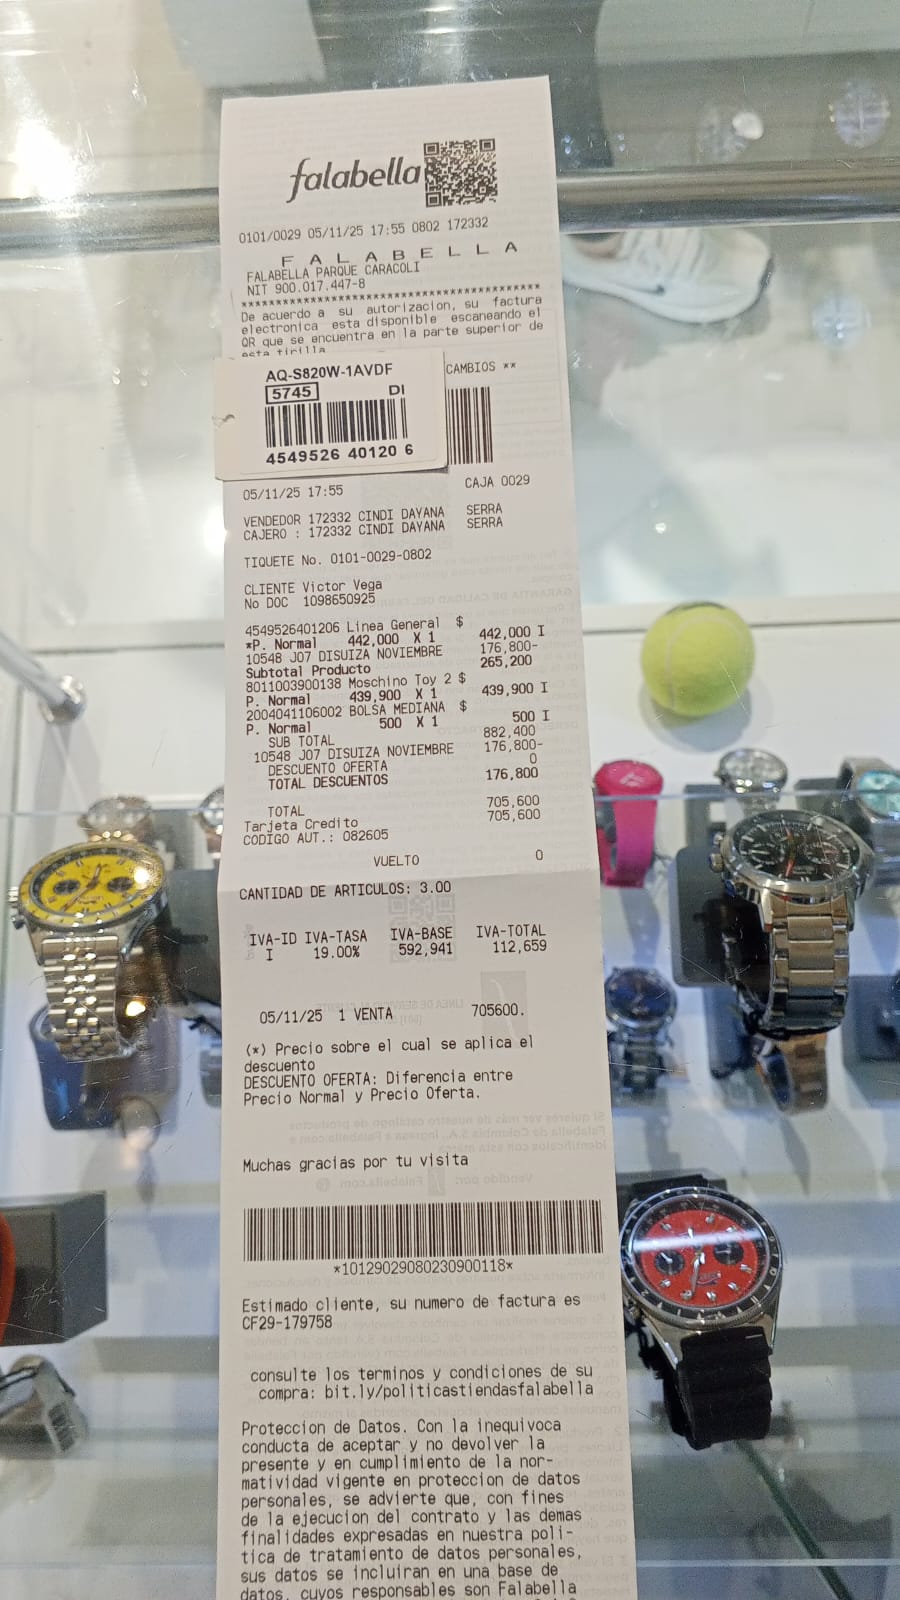 falabella
0101/0029 05/11/25 17:55 0802 172332
F A L A B E L L A
FALABELLA PARQUE CARACOLI
NIT 900.017.447-8
****************************************
De acuerdo a su autorizacion, su factura
electronica esta disponible escaneando el
QR que se encuentra en la parte superior de
esta tirilla
CAMBIOS **
AQ-S820W-1AVDF
5745 DI
4549526 40120 6
05/11/25 17:55 CAJA 0029
VENDEDOR 172332 CINDI DAYANA SERRA
CAJERO : 172332 CINDI DAYANA SERRA
TIQUETE No. 0101-0029-0802
CLIENTE Victor Vega
No DOC 1098650925
4549526401206 Linea General $
*P. Normal 442,000 X 1 442,000 I
10548 J07 DISUIZA NOVIEMBRE 176,800-
Subtotal Producto 265,200
8011003900138 Moschino Toy 2 $
P. Normal 439,900 X 1 439,900 I
2004041106002 BOLSA MEDIANA $
P. Normal 500 X 1 500 I
SUB TOTAL 882,400
10548 J07 DISUIZA NOVIEMBRE 176,800-
DESCUENTO OFERTA 0
TOTAL DESCUENTOS 176,800
TOTAL 705,600
Tarjeta Credito 705,600
CODIGO AUT.: 082605
VUELTO 0
CANTIDAD DE ARTICULOS: 3.00
IVA-ID IVA-TASA IVA-BASE IVA-TOTAL
I 19.00% 592,941 112,659
05/11/25 1 VENTA 705600.
(*) Precio sobre el cual se aplica el
descuento
DESCUENTO OFERTA: Diferencia entre
Precio Normal y Precio Oferta.
Muchas gracias por tu visita
*10129029080230900118*
Estimado cliente, su numero de factura es
CF29-179758
consulte los terminos y condiciones de su
compra: bit.ly/politicastiendasfalabella
Proteccion de Datos. Con la inequivoca
conducta de aceptar y no devolver la
presente y en cumplimiento de la nor-
matividad vigente en proteccion de datos
personales, se advierte que, con fines
de la ejecucion del contrato y las demas
finalidades expresadas en nuestra poli-
tica de tratamiento de datos personales,
sus datos se incluiran en una base de
datos, cuyos responsables son Falabella